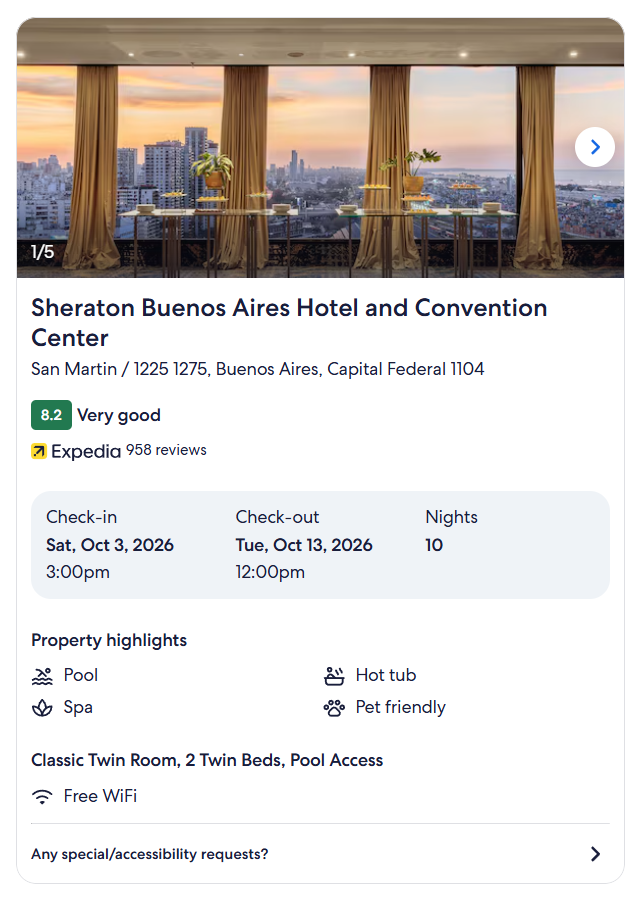 1/5
Sheraton Buenos Aires Hotel and Convention
Center
San Martin / 1225 1275, Buenos Aires, Capital Federal 1104
8.2 Very good
Expedia 958 reviews
Check-in Check-out Nights
Sat, Oct 3, 2026 Tue, Oct 13, 2026 10
3:00pm 12:00pm
Property highlights
Pool Hot tub
Spa Pet friendly
Classic Twin Room, 2 Twin Beds, Pool Access
Free WiFi
Any special/accessibility requests?